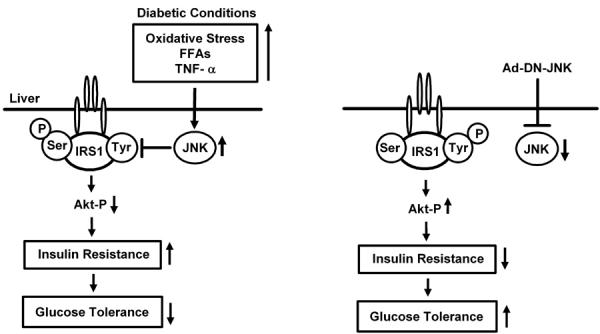 Diabetic Conditions
Oxidative Stress
FFAs
TNF- α
Liver
P
Ser
IRS1
Tyr
JNK
Akt-P
Insulin Resistance
Glucose Tolerance
Ad-DN-JNK
Ser
IRS1
Tyr
P
JNK
Akt-P
Insulin Resistance
Glucose Tolerance